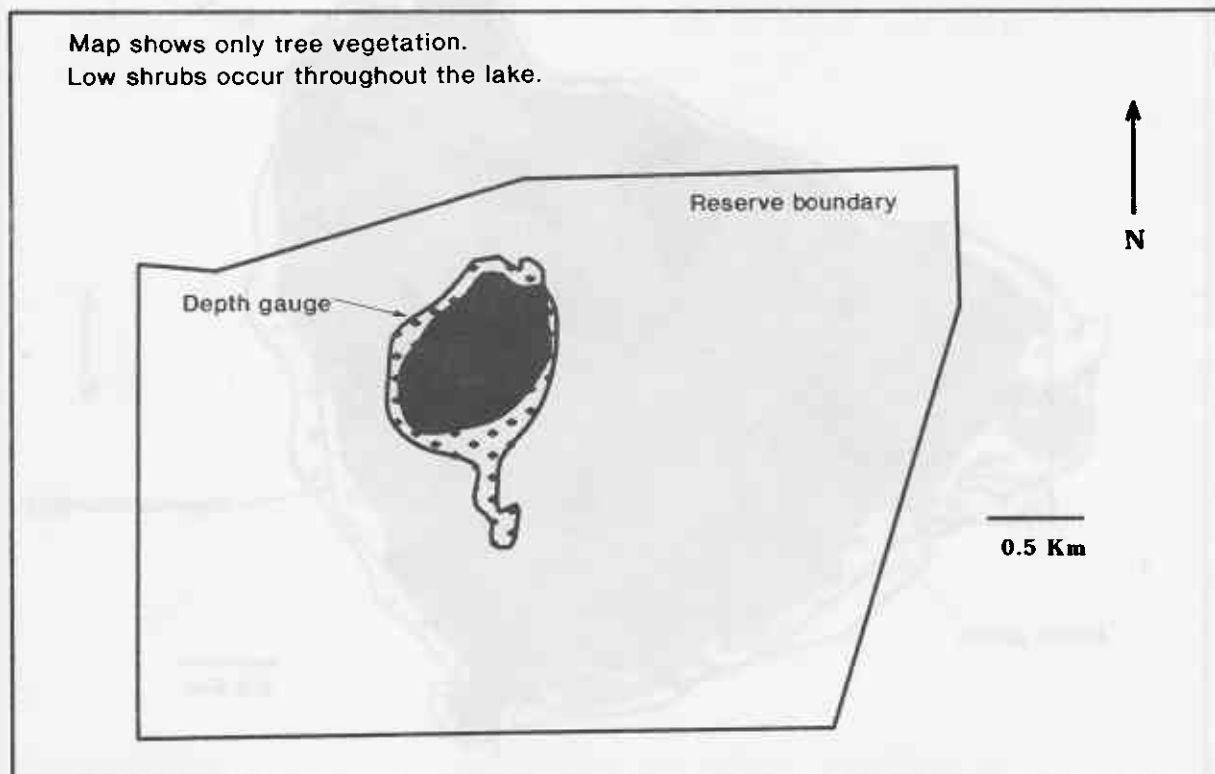 Map shows only tree vegetation.
Low shrubs occur throughout the lake.
Reserve boundary
N
Depth gauge
0.5 Km